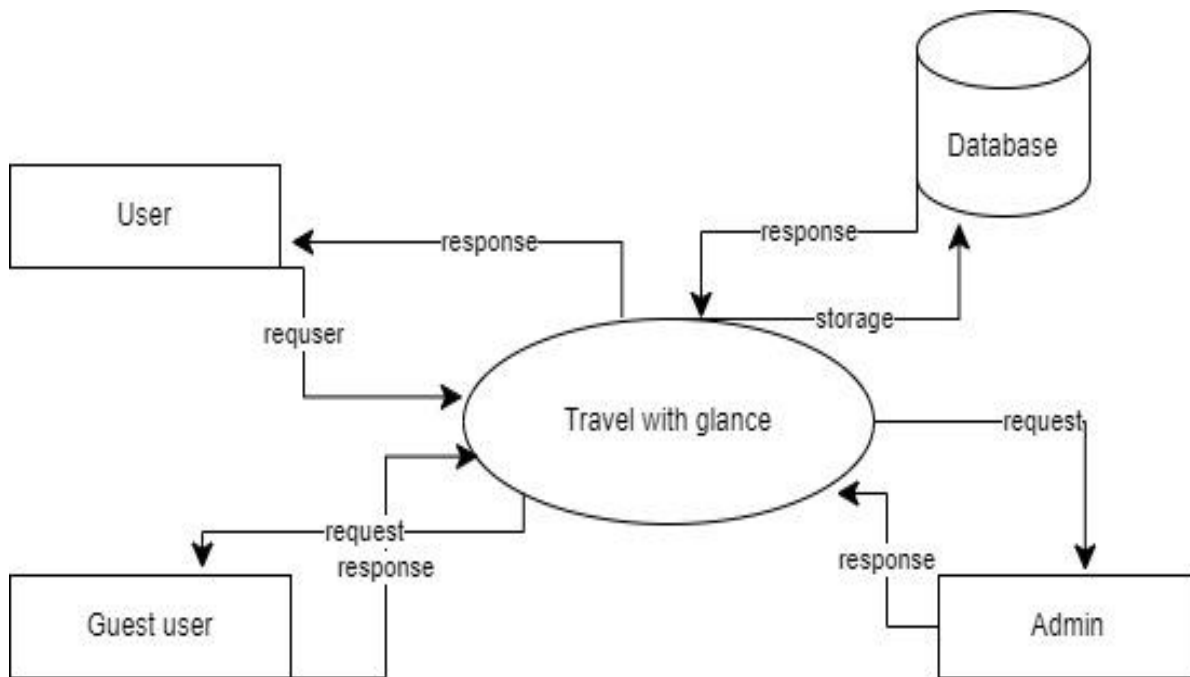 Database
User
response
response
requser
storage
Travel with glance
request
request
response
response
Guest user
Admin